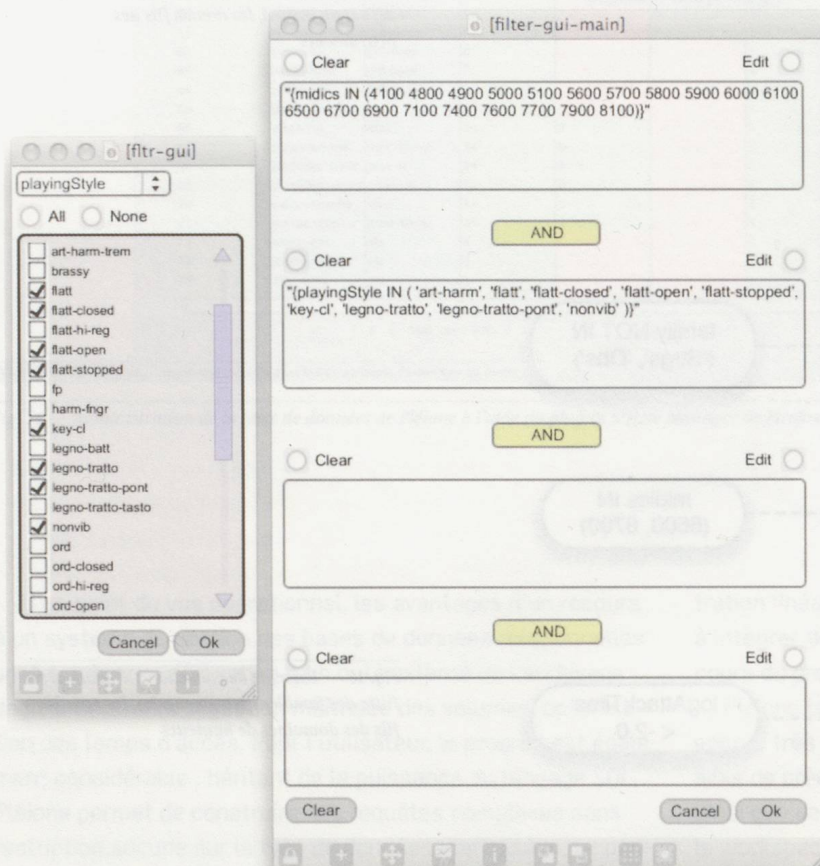 [fltr-gui]
playingStyle
All None
art-harm-trem
brassy
flatt
flatt-closed
flatt-hi-reg
flatt-open
flatt-stopped
fp
harm-fngr
key-cl
legno-batt
legno-tratto
legno-tratto-pont
legno-tratto-tasto
nonvib
ord
ord-closed
ord-hi-reg
ord-open
Cancel Ok
[filter-gui-main]
Clear Edit
"{midics IN (4100 4800 4900 5000 5100 5600 5700 5800 5900 6000 6100
6500 6700 6900 7100 7400 7600 7700 7900 8100)}"
AND
Clear Edit
"{playingStyle IN ( 'art-harm', 'flatt', 'flatt-closed', 'flatt-open', 'flatt-stopped',
'key-cl', 'legno-tratto', 'legno-tratto-pont', 'nonvib' )}"
AND
Clear Edit
AND
Clear Edit
Clear Cancel Ok